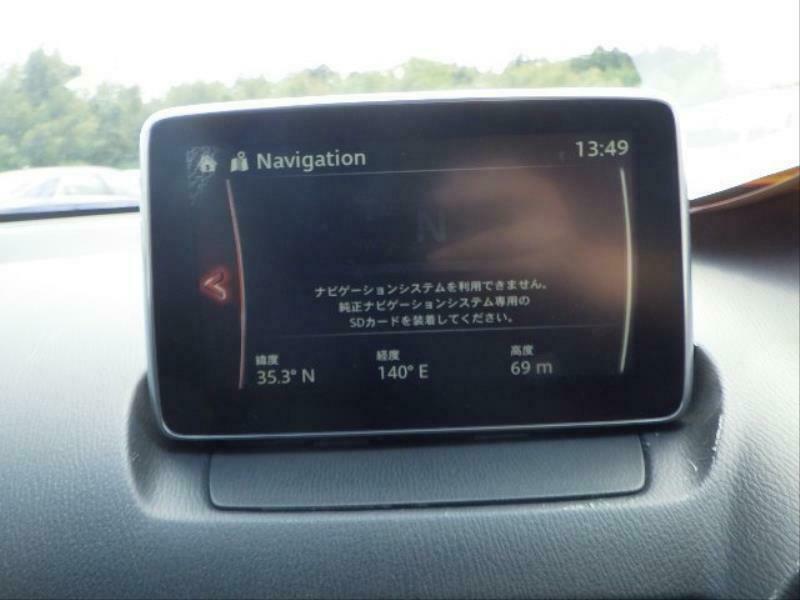 Navigation 13:49
N
ナビゲーションシステムを利用できません。
純正ナビゲーションシステム専用の
SDカードを装着してください。
緯度 経度 高度
35.3° N 140° E 69 m